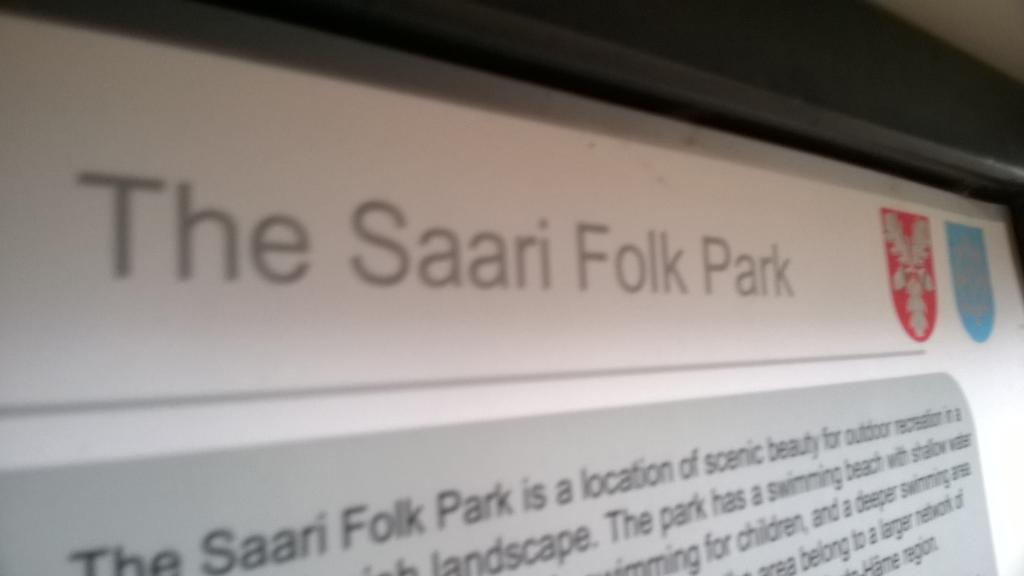 The Saari Folk Park
The Saari Folk Park is a location of scenic beauty for outdoor recreation in a
landscape. The park has a swimming beach with shallow water
swimming for children, and a deeper swimming area
area belong to a larger network of
Häme region.